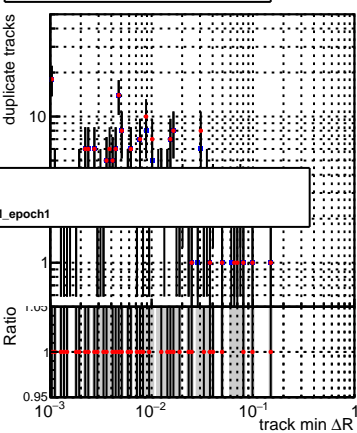 duplicate tracks
10
l_epoch1
1
1.05
Ratio
1
0.95
10⁻³ 10⁻² 10⁻¹ 1
track min ΔR